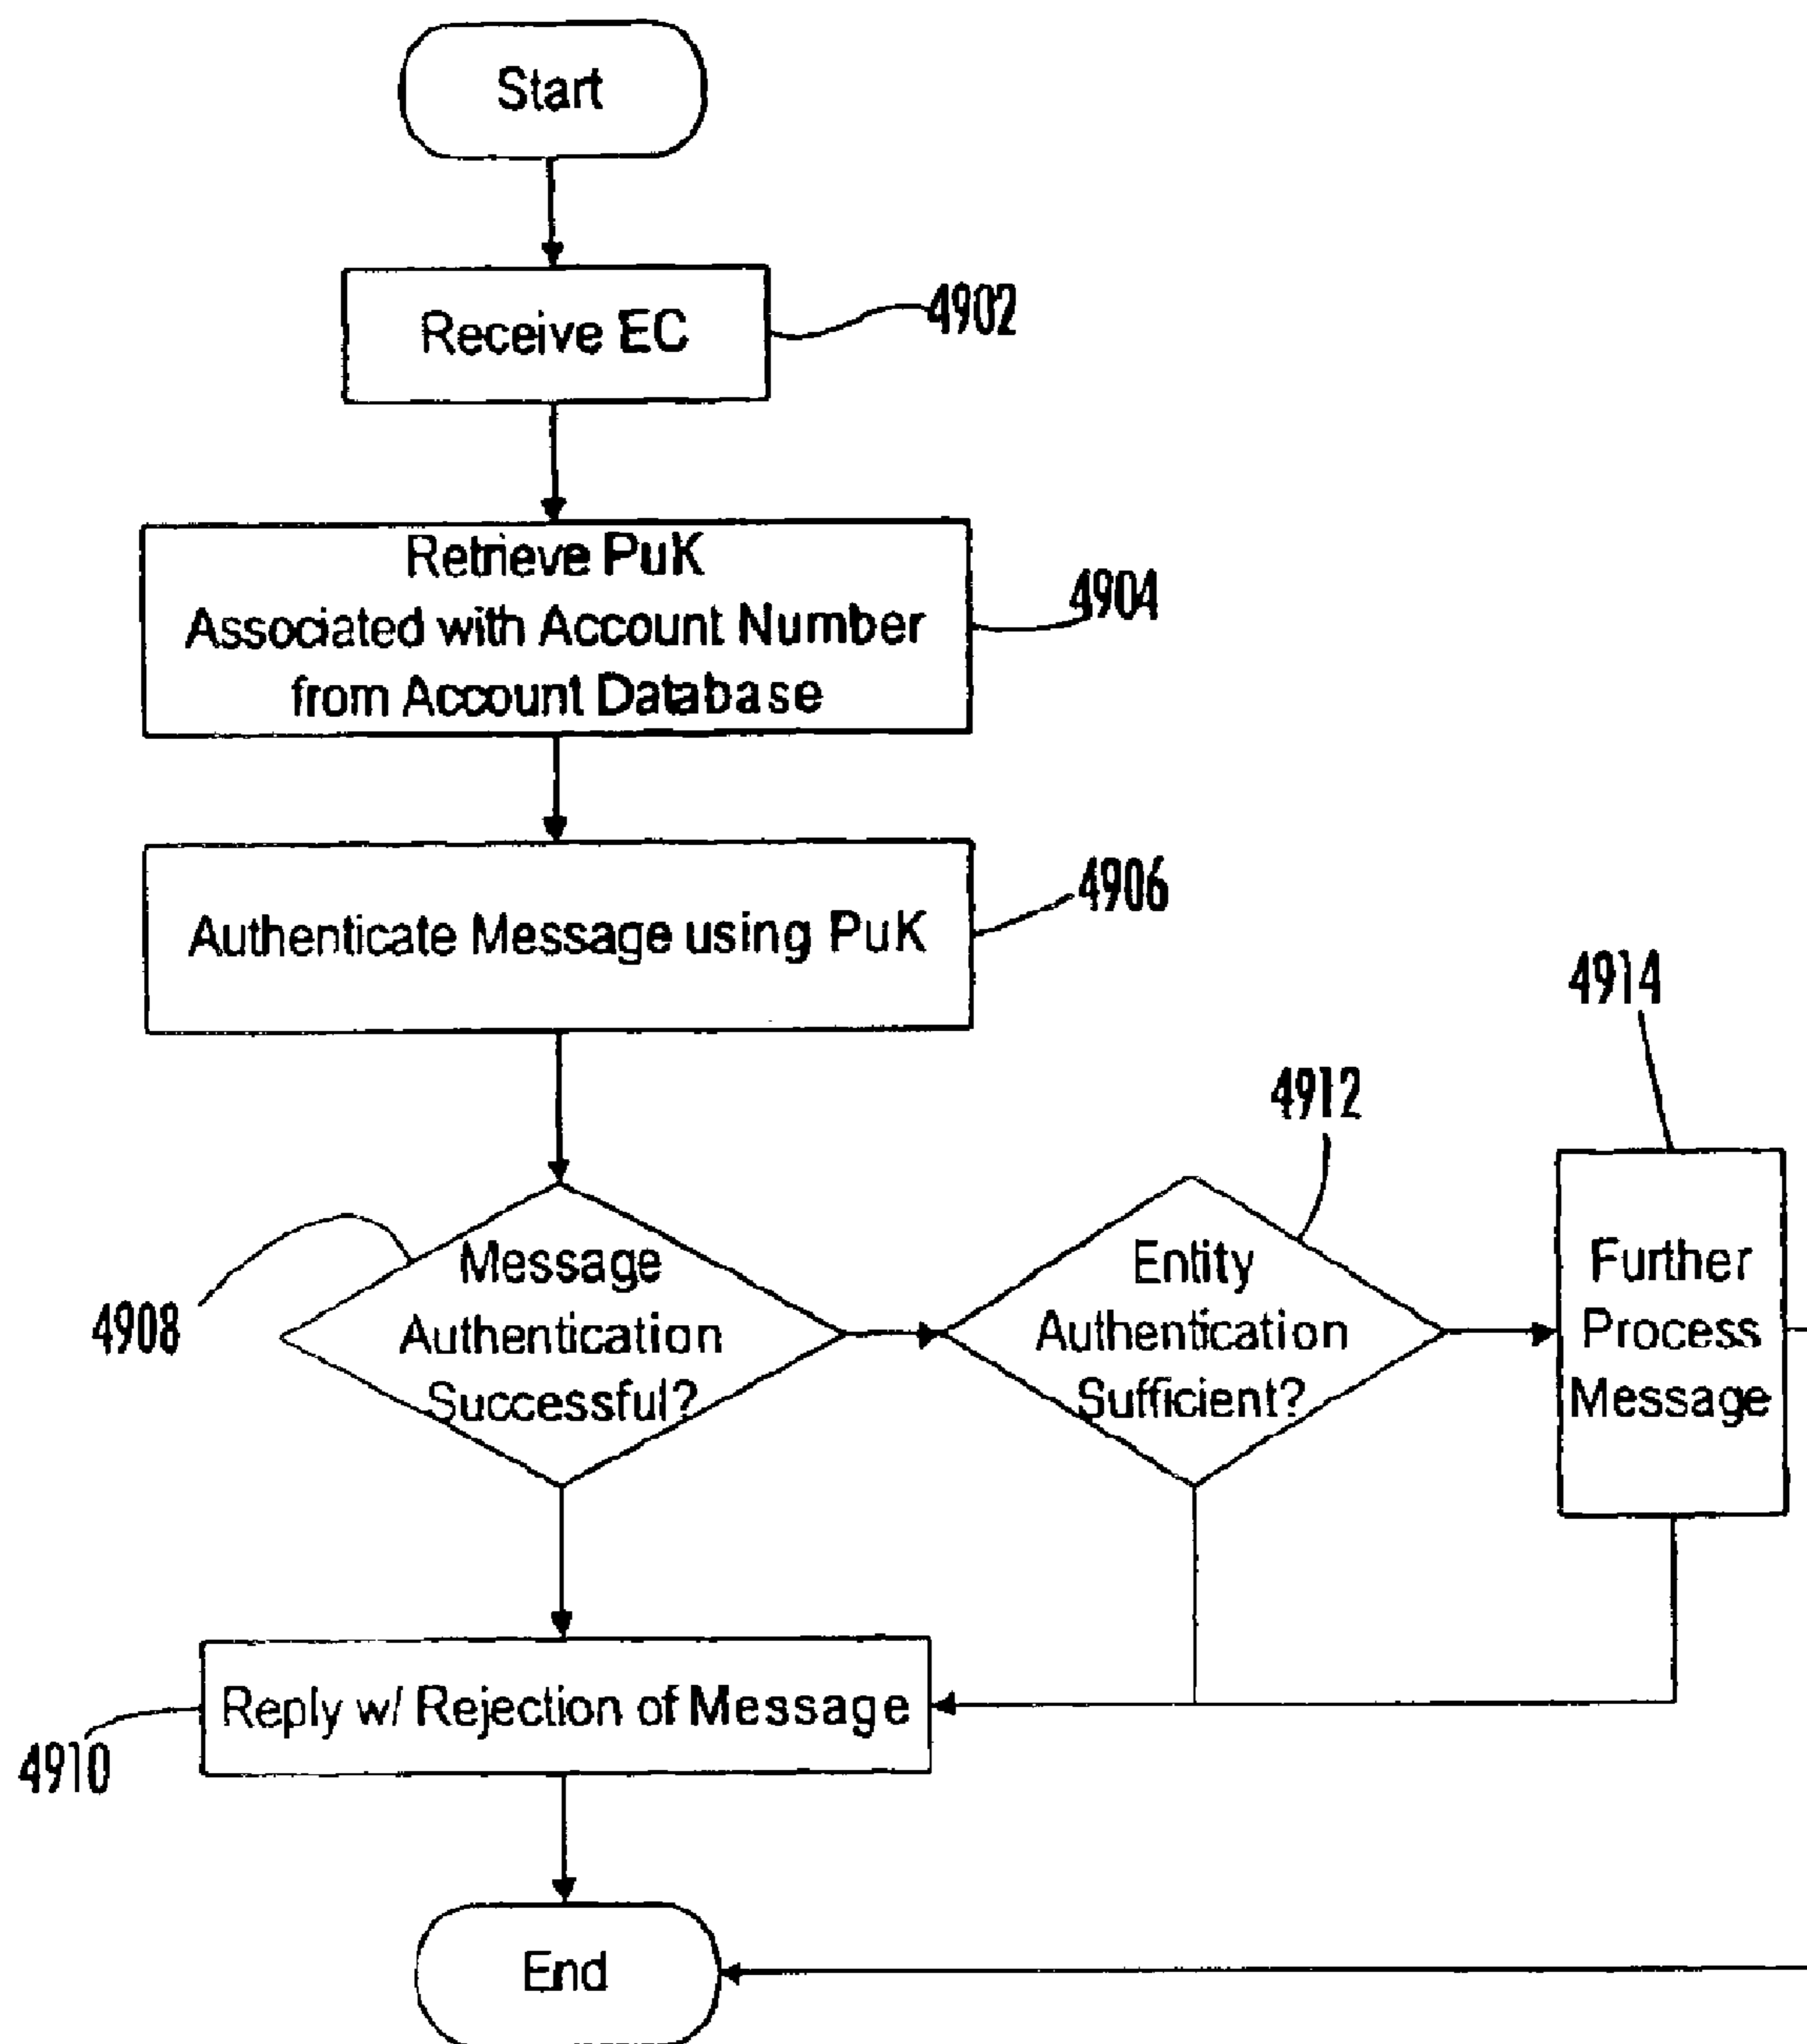 Start
Receive EC
4902
Retrieve PuK
Associated with Account Number
from Account Database
4904
Authenticate Message using PuK
4906
4914
4912
Message
Authentication
Successful?
4908
Entity
Authentication
Sufficient?
Further
Process
Message
Reply w/ Rejection of Message
4910
End